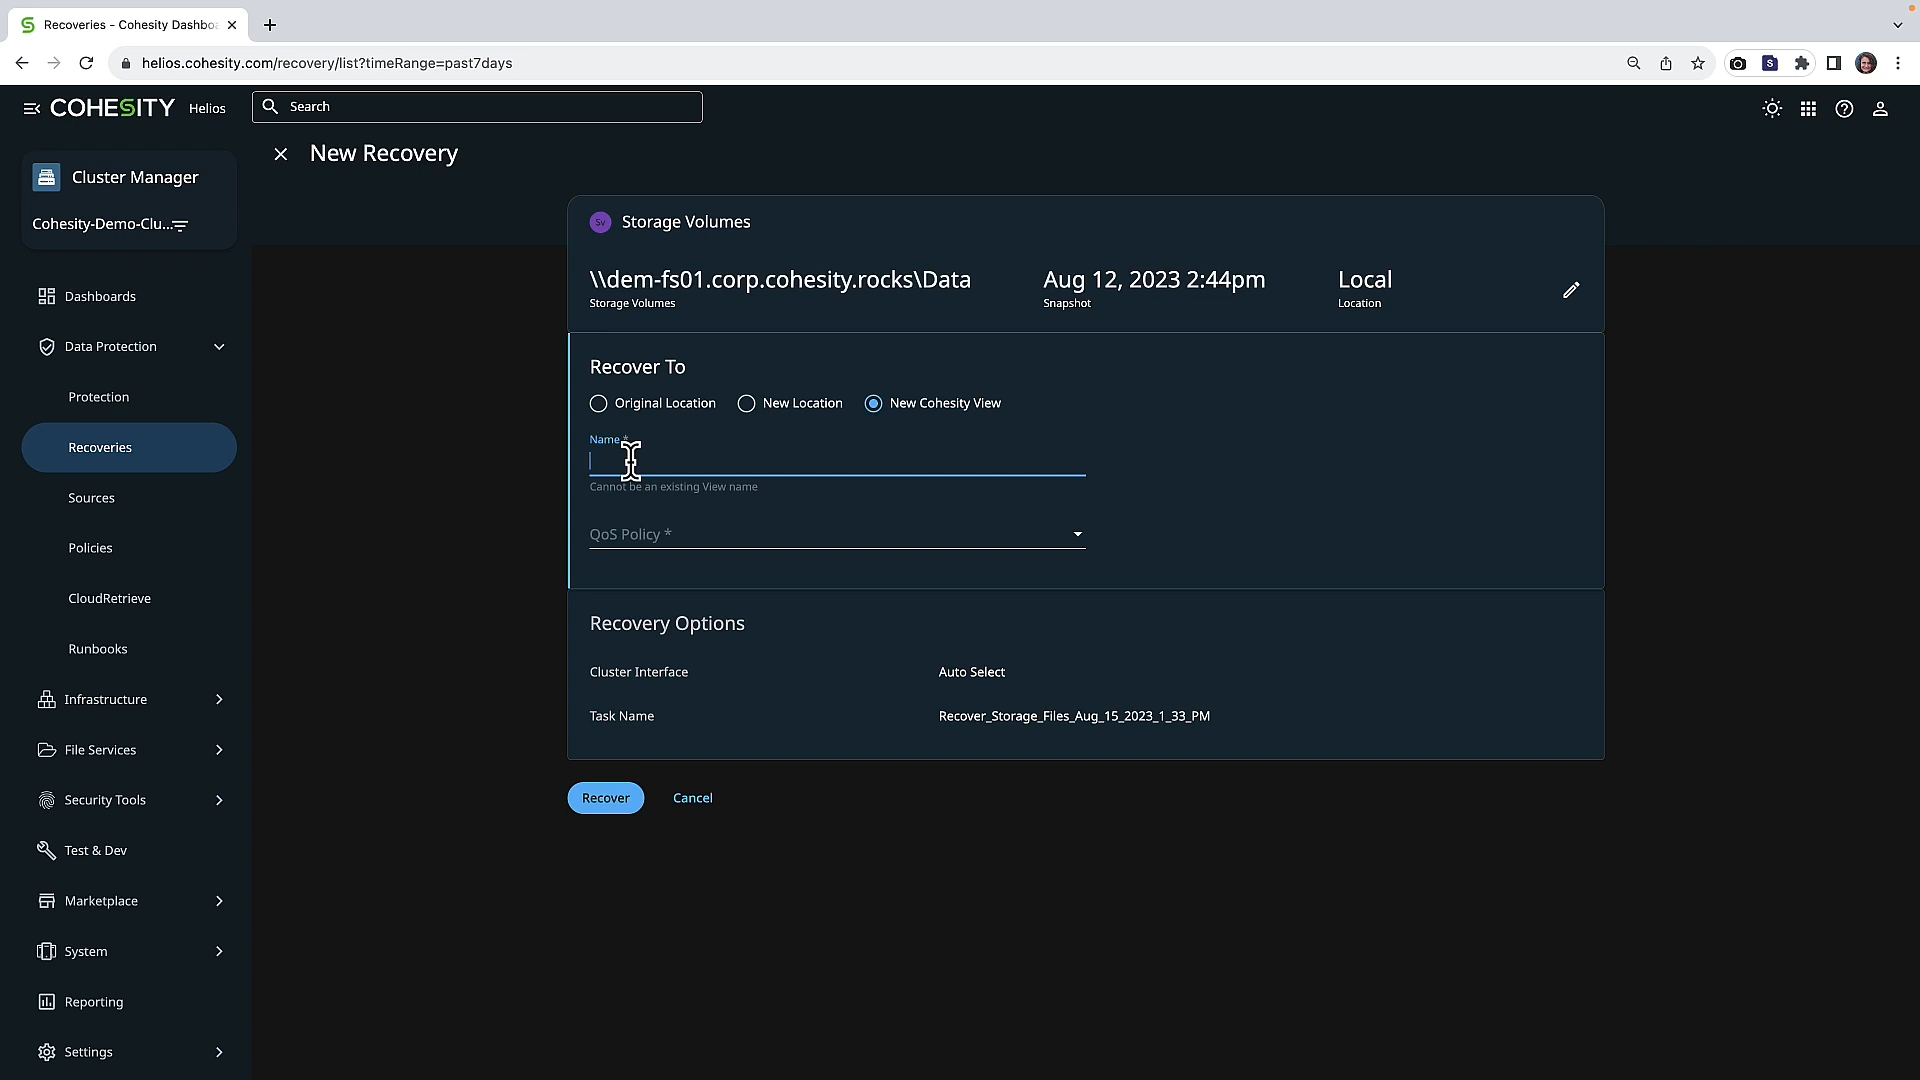 Recoveries - Cohesity Dashbo
helios.cohesity.com/recovery/list?timeRange=past7days
COHESITY Helios
Search
New Recovery
Cluster Manager
Cohesity-Demo-Clu...
Dashboards
Data Protection
Protection
Recoveries
Sources
Policies
CloudRetrieve
Runbooks
Infrastructure
File Services
Security Tools
Test & Dev
Marketplace
System
Reporting
Settings
SV Storage Volumes
\\dem-fs01.corp.cohesity.rocks\Data Aug 12, 2023 2:44pm Local
Storage Volumes Snapshot Location
Recover To
Original Location New Location New Cohesity View
Name *
Cannot be an existing View name
QoS Policy *
Recovery Options
Cluster Interface Auto Select
Task Name Recover_Storage_Files_Aug_15_2023_1_33_PM
Recover Cancel